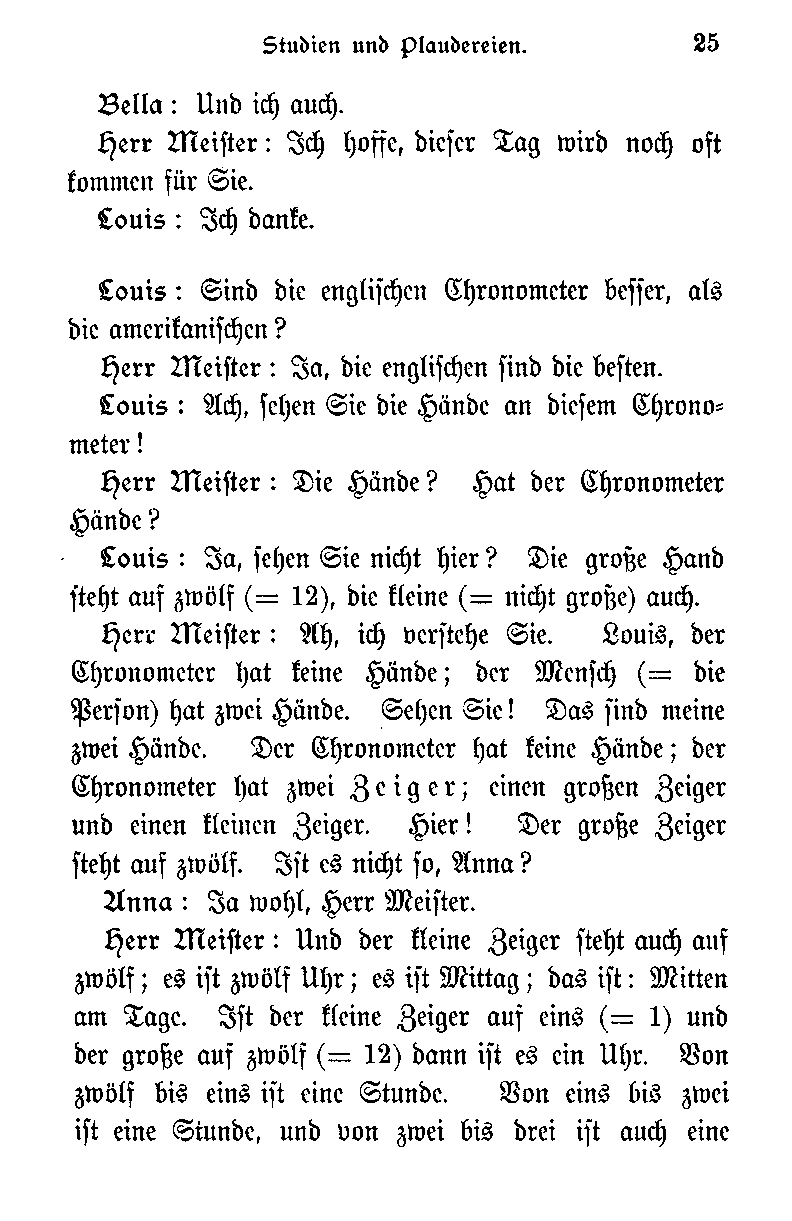 Studien und Plaudereien. 25
Bella: Und ich auch.
Herr Meister: Ich hoffe, dieser Tag wird noch oft
kommen für Sie.
Louis: Ich danke.
Louis: Sind die englischen Chronometer besser, als
die amerikanischen?
Herr Meister: Ja, die englischen sind die besten.
Louis: Ach, sehen Sie die Hände an diesem Chrono-
meter!
Herr Meister: Die Hände? Hat der Chronometer
Hände?
Louis: Ja, sehen Sie nicht hier? Die große Hand
steht auf zwölf (= 12), die kleine (= nicht große) auch.
Herr Meister: Ah, ich verstehe Sie. Louis, der
Chronometer hat keine Hände; der Mensch (= die
Person) hat zwei Hände. Sehen Sie! Das sind meine
zwei Hände. Der Chronometer hat keine Hände; der
Chronometer hat zwei Zeiger; einen großen Zeiger
und einen kleinen Zeiger. Hier! Der große Zeiger
steht auf zwölf. Ist es nicht so, Anna?
Anna: Ja wohl, Herr Meister.
Herr Meister: Und der kleine Zeiger steht auch auf
zwölf; es ist zwölf Uhr; es ist Mittag; das ist: Mitten
am Tage. Ist der kleine Zeiger auf eins (= 1) und
der große auf zwölf (= 12) dann ist es ein Uhr. Von
zwölf bis eins ist eine Stunde. Von eins bis zwei
ist eine Stunde, und von zwei bis drei ist auch eine